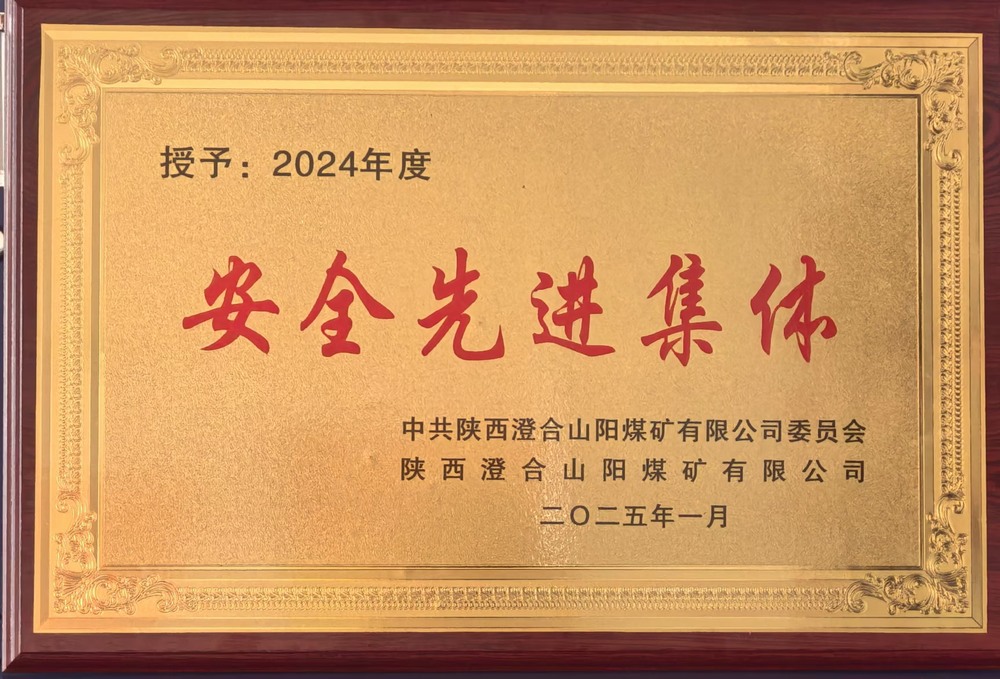 授予：2024年度
安全先进集体
中共陕西澄合山阳煤矿有限公司委员会
陕西澄合山阳煤矿有限公司
二〇二五年一月